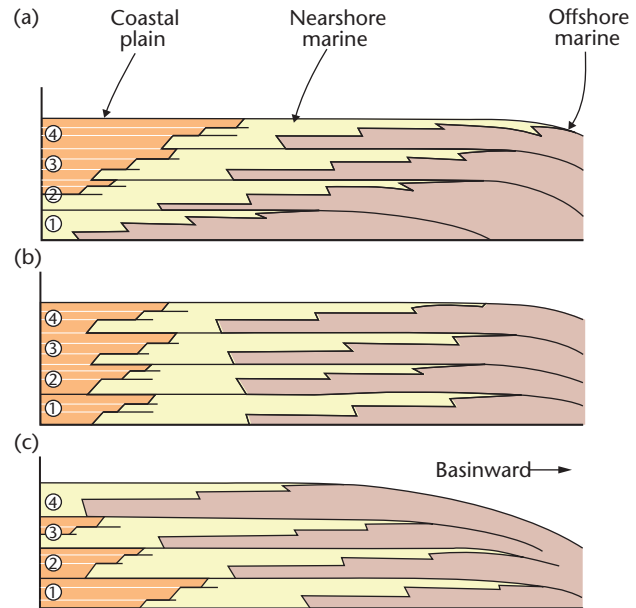 (a)
Coastal
plain
Nearshore
marine
Offshore
marine
④
③
②
①
(b)
④
③
②
①
(c)
Basinward
④
③
②
①